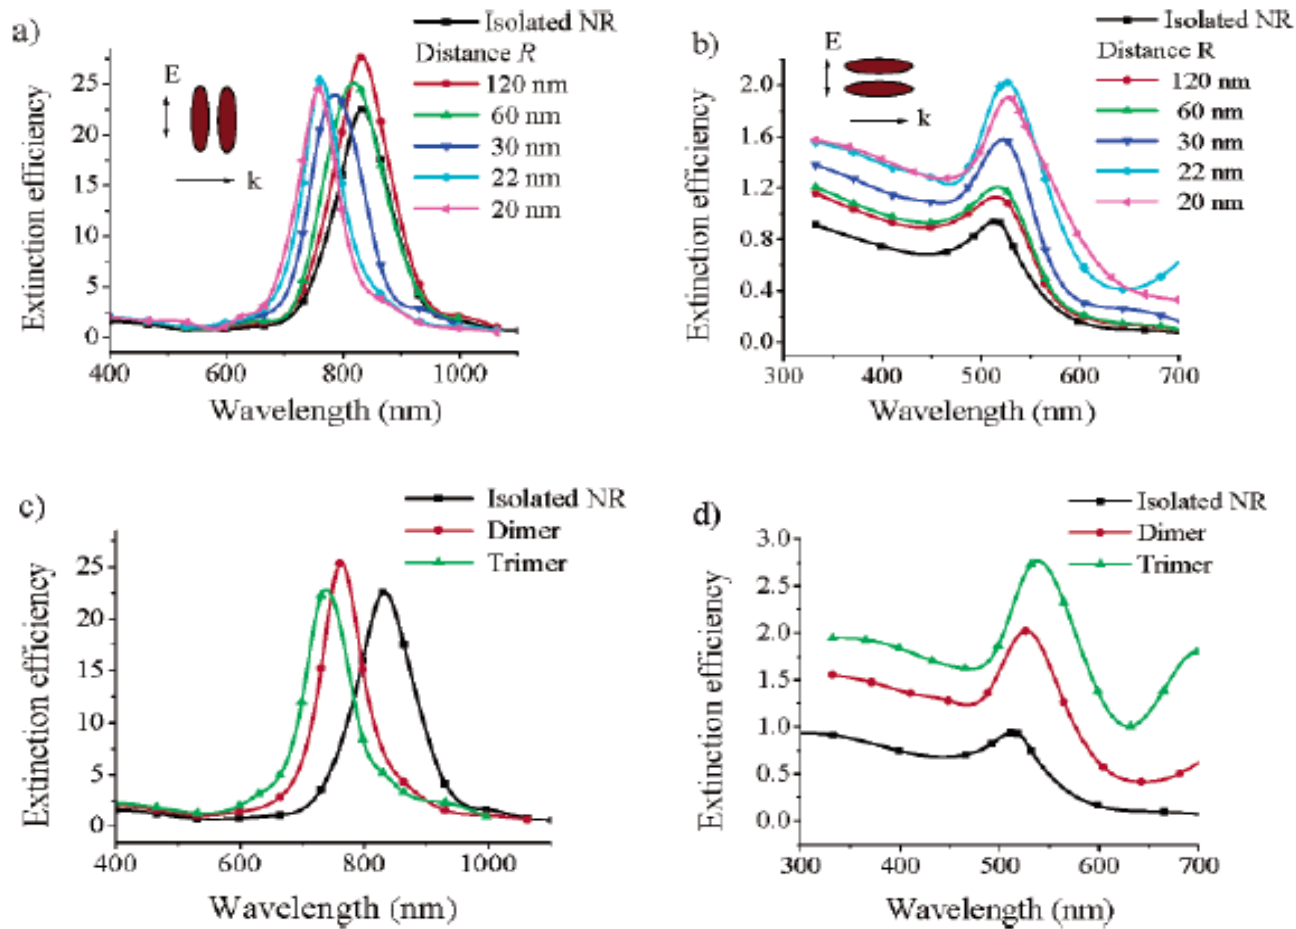 a)
Isolated NR
Distance R
120 nm
60 nm
30 nm
22 nm
20 nm
E
k
Extinction efficiency
25
20
15
10
5
0
400 600 800 1000
Wavelength (nm)
b)
Isolated NR
Distance R
120 nm
60 nm
30 nm
22 nm
20 nm
E
k
Extinction efficiency
2.0
1.6
1.2
0.8
0.4
0.0
300 400 500 600 700
Wavelength (nm)
c)
Isolated NR
Dimer
Trimer
Extinction efficiency
25
20
15
10
5
0
400 600 800 1000
Wavelength (nm)
d)
Isolated NR
Dimer
Trimer
Extinction efficiency
3.0
2.5
2.0
1.5
1.0
0.5
0.0
300 400 500 600 700
Wavelength (nm)